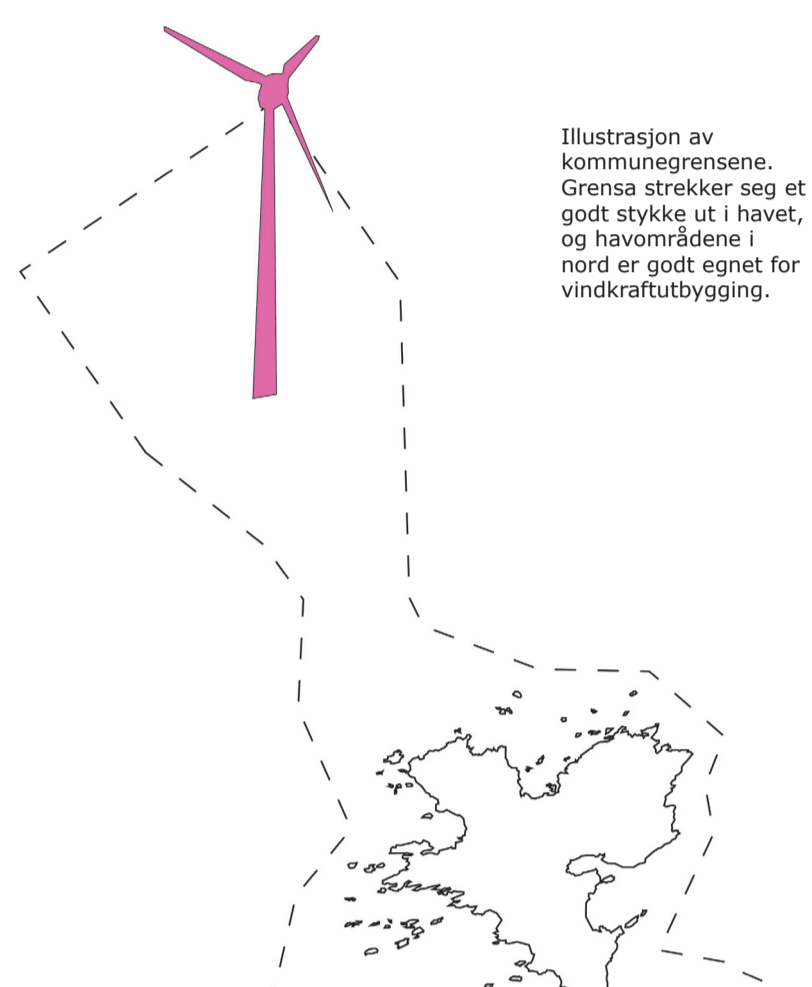 Illustrasjon av
kommunegrensene.
Grensa strekker seg et
godt stykke ut i havet,
og havområdene i
nord er godt egnet for
vindkraftutbygging.